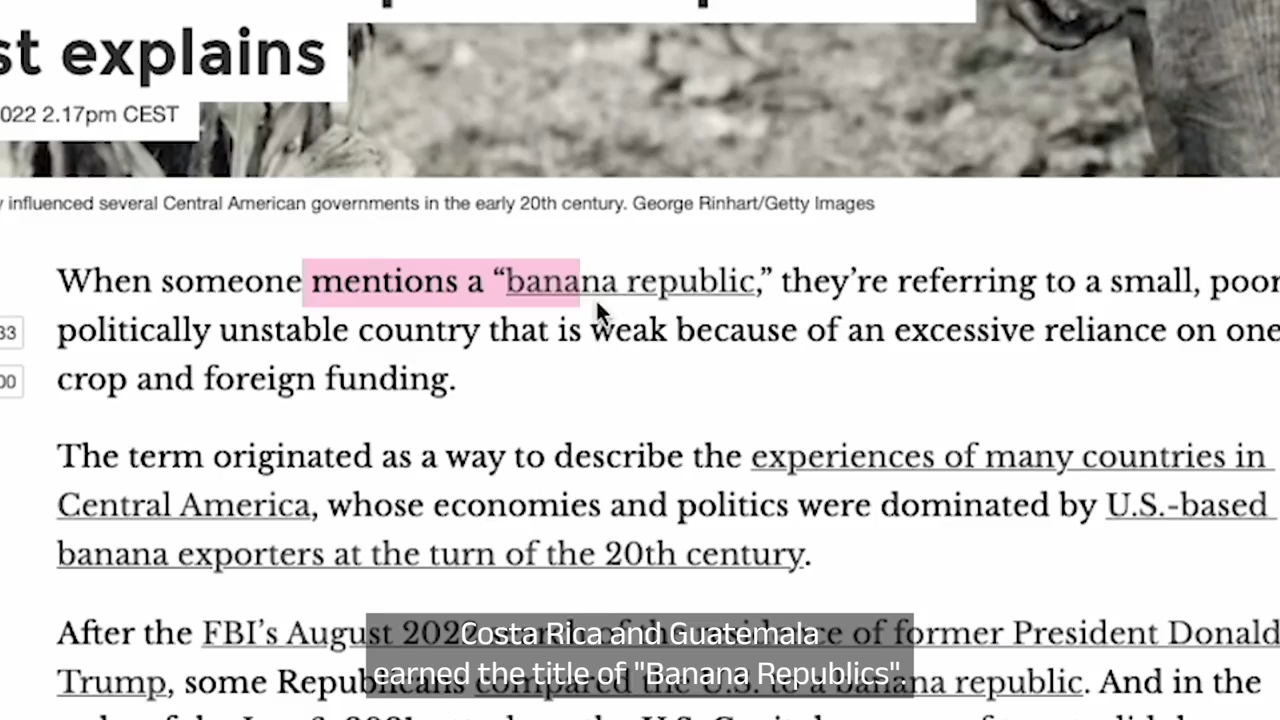 st explains
022 2.17pm CEST
y influenced several Central American governments in the early 20th century. George Rinhart/Getty Images
When someone mentions a “banana republic,” they’re referring to a small, poor
33
politically unstable country that is weak because of an excessive reliance on one
00
crop and foreign funding.
The term originated as a way to describe the experiences of many countries in
Central America, whose economies and politics were dominated by U.S.-based
banana exporters at the turn of the 20th century.
After the FBI’s August 2022 of former President Donald
Trump, some Republicans compared the U.S. to a banana republic. And in the
Costa Rica and Guatemala
earned the title of "Banana Republics".